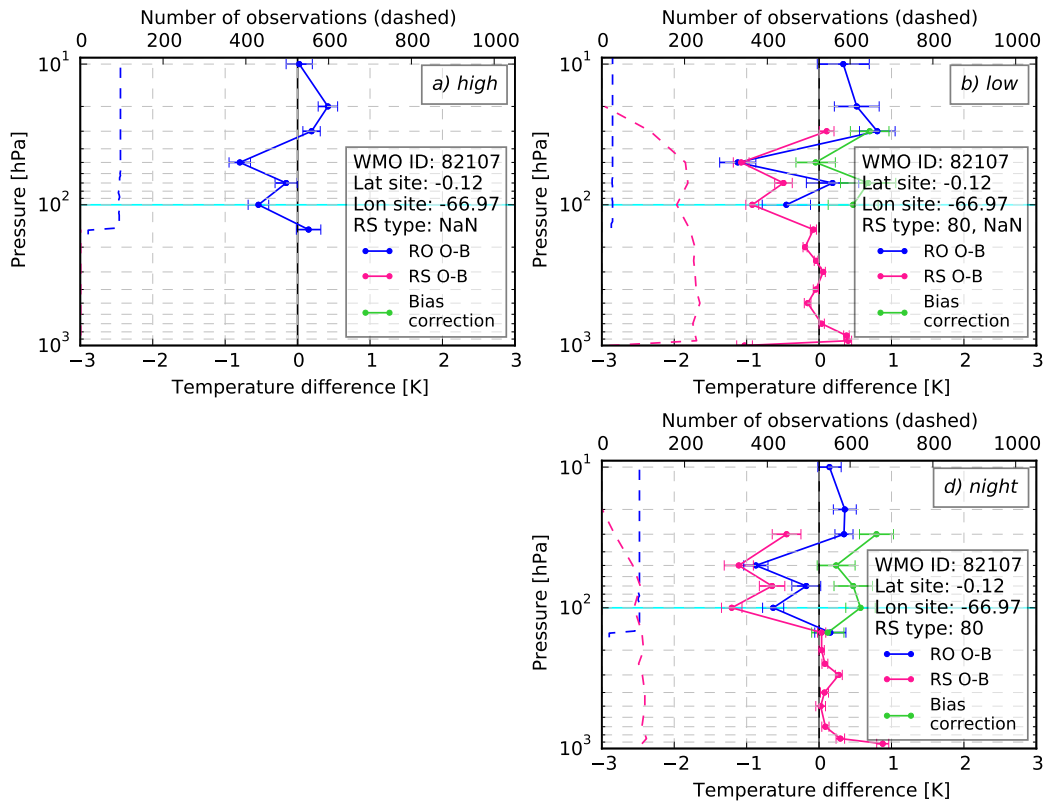 Number of observations (dashed)
0 200 400 600 800 1000
a) high
10¹
10²
10³
Pressure [hPa]
WMO ID: 82107
Lat site: -0.12
Lon site: -66.97
RS type: NaN
RO O-B
RS O-B
Bias
correction
−3 −2 −1 0 1 2 3
Temperature difference [K]
Number of observations (dashed)
0 200 400 600 800 1000
b) low
10¹
10²
10³
Pressure [hPa]
WMO ID: 82107
Lat site: -0.12
Lon site: -66.97
RS type: 80, NaN
RO O-B
RS O-B
Bias
correction
−3 −2 −1 0 1 2 3
Temperature difference [K]
Number of observations (dashed)
0 200 400 600 800 1000
d) night
10¹
10²
10³
Pressure [hPa]
WMO ID: 82107
Lat site: -0.12
Lon site: -66.97
RS type: 80
RO O-B
RS O-B
Bias
correction
−3 −2 −1 0 1 2 3
Temperature difference [K]